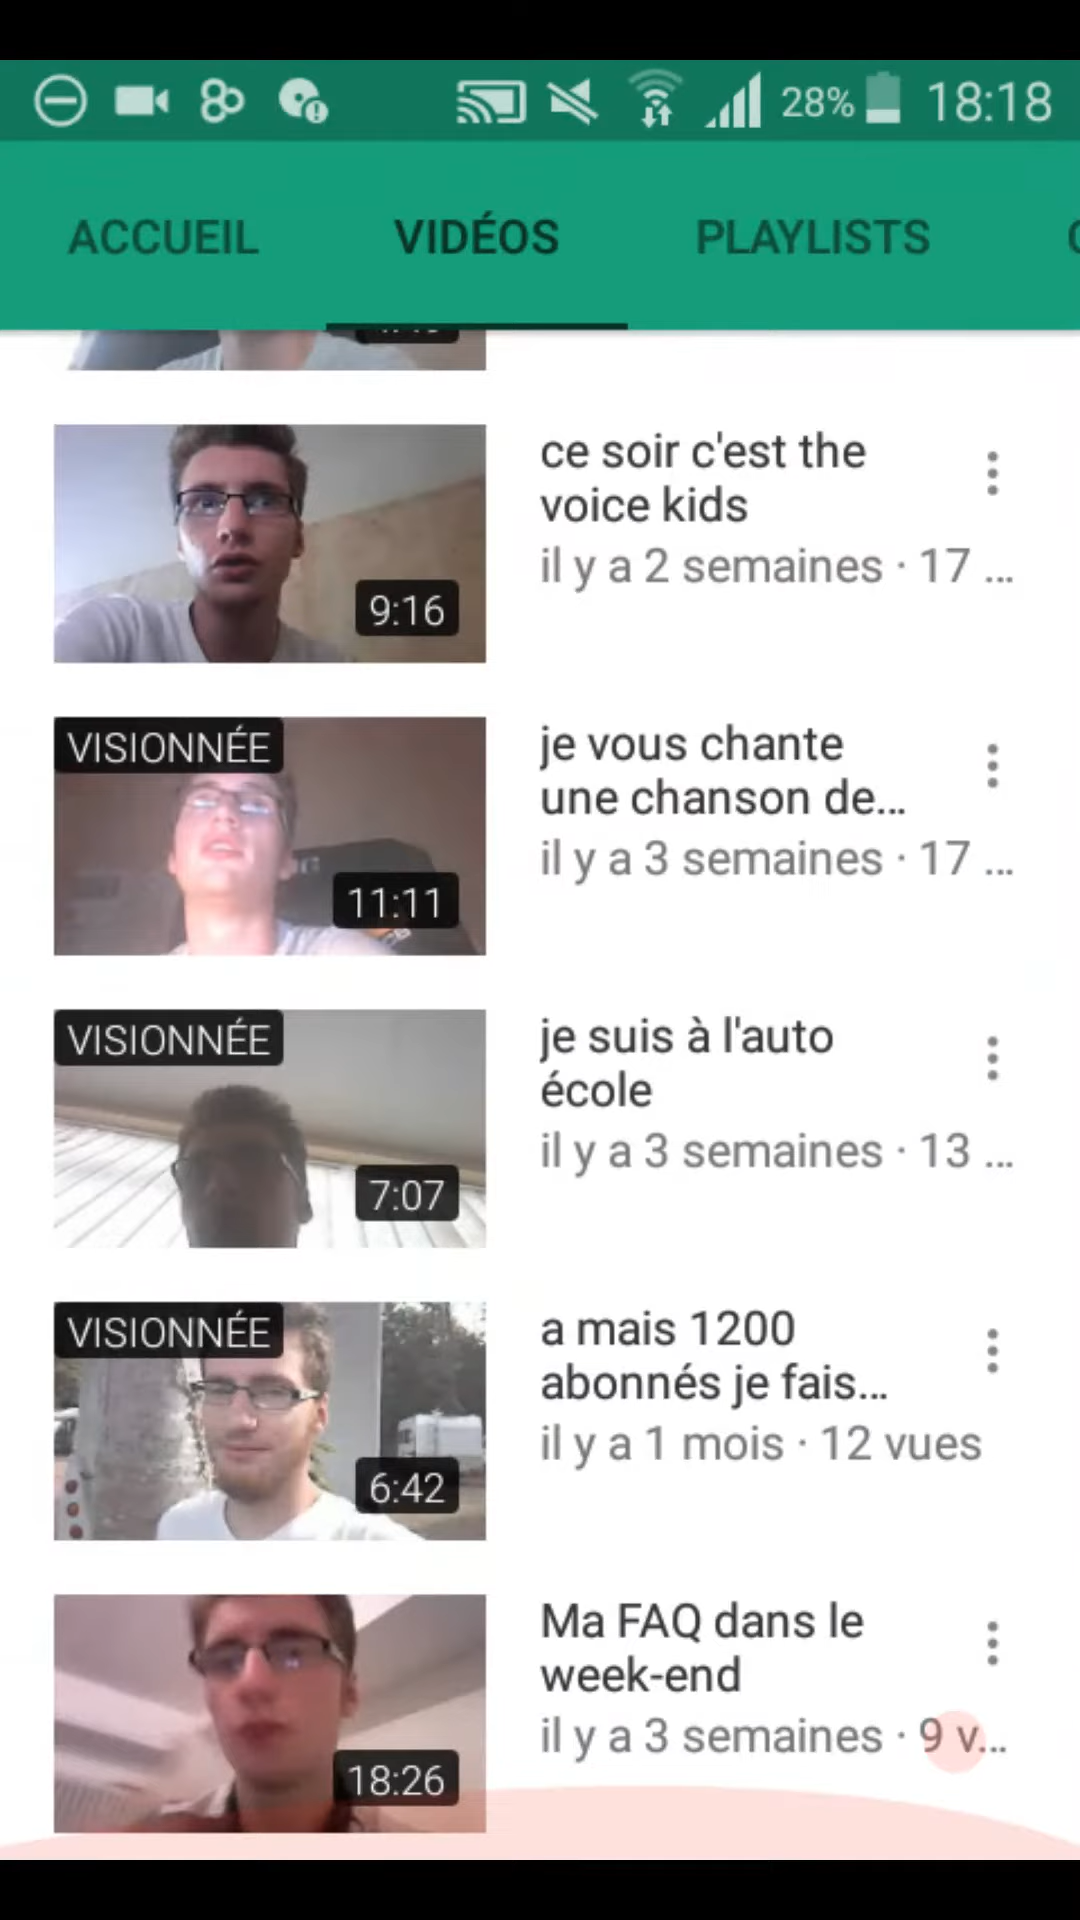 28% 18:18
ACCUEIL VIDÉOS PLAYLISTS
ce soir c'est the
voice kids
il y a 2 semaines · 17 ...
9:16
VISIONNÉE
je vous chante
une chanson de...
il y a 3 semaines · 17 ...
11:11
VISIONNÉE
je suis à l'auto
école
il y a 3 semaines · 13 ...
7:07
VISIONNÉE
a mais 1200
abonnés je fais...
il y a 1 mois · 12 vues
6:42
Ma FAQ dans le
week-end
il y a 3 semaines · 9 v...
18:26